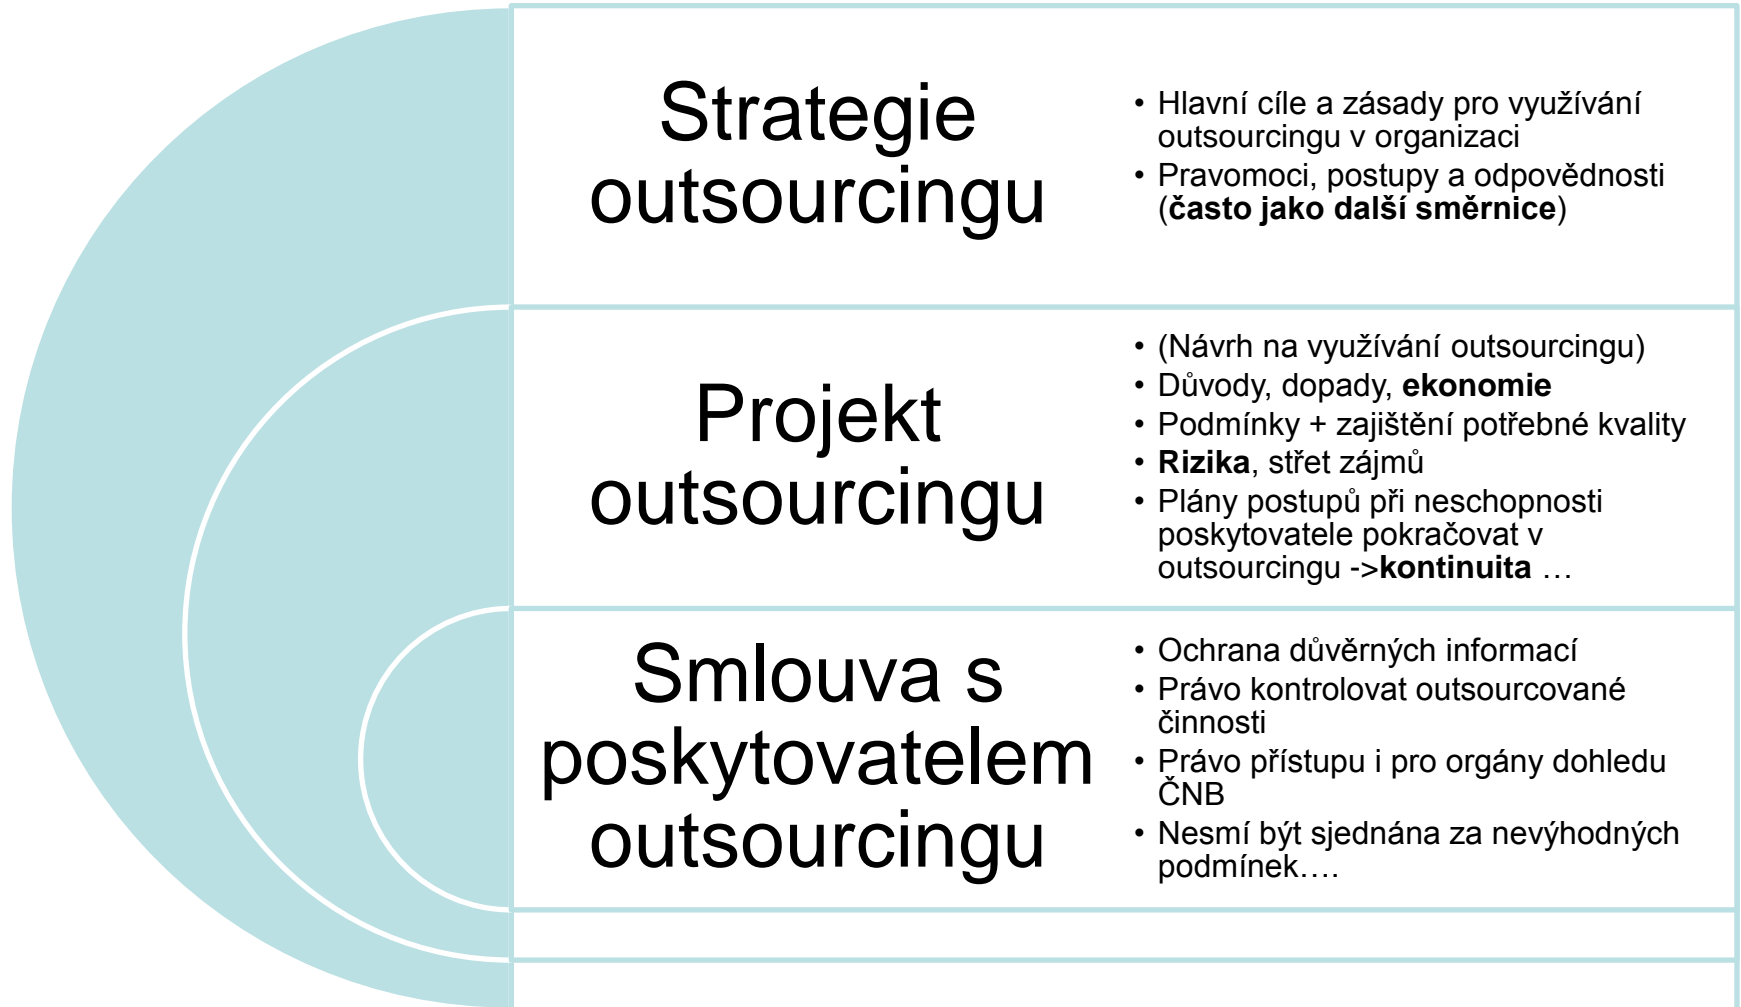 Strategie
outsourcingu
• Hlavní cíle a zásady pro využívání
outsourcingu v organizaci
• Pravomoci, postupy a odpovědnosti
(často jako další směrnice)
Projekt
outsourcingu
• (Návrh na využívání outsourcingu)
• Důvody, dopady, ekonomie
• Podmínky + zajištění potřebné kvality
• Rizika, střet zájmů
• Plány postupů při neschopnosti
poskytovatele pokračovat v
outsourcingu ->kontinuita …
Smlouva s
poskytovatelem
outsourcingu
• Ochrana důvěrných informací
• Právo kontrolovat outsourcované
činnosti
• Právo přístupu i pro orgány dohledu
ČNB
• Nesmí být sjednána za nevýhodných
podmínek….